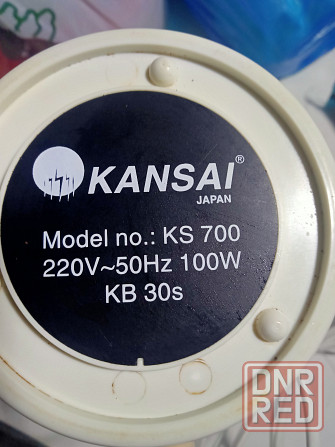 KANSAI®
JAPAN
Model no.: KS 700
220V~50Hz 100W
KB 30s
DNR
RED